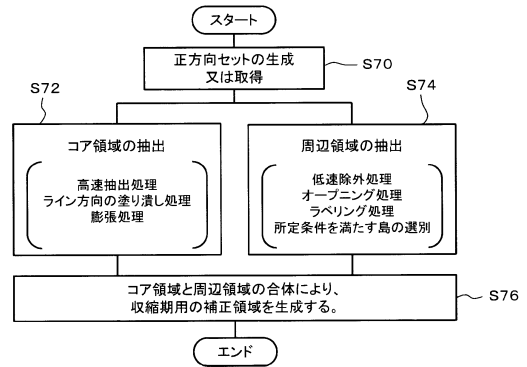 スタート
正方向セットの生成
又は取得
S70
S72
コア領域の抽出
高速抽出処理
ライン方向の塗り潰し処理
膨張処理
S74
周辺領域の抽出
低速除外処理
オープニング処理
ラベリング処理
所定条件を満たす島の選別
コア領域と周辺領域の合体により、
収縮期用の補正領域を生成する。
S76
エンド